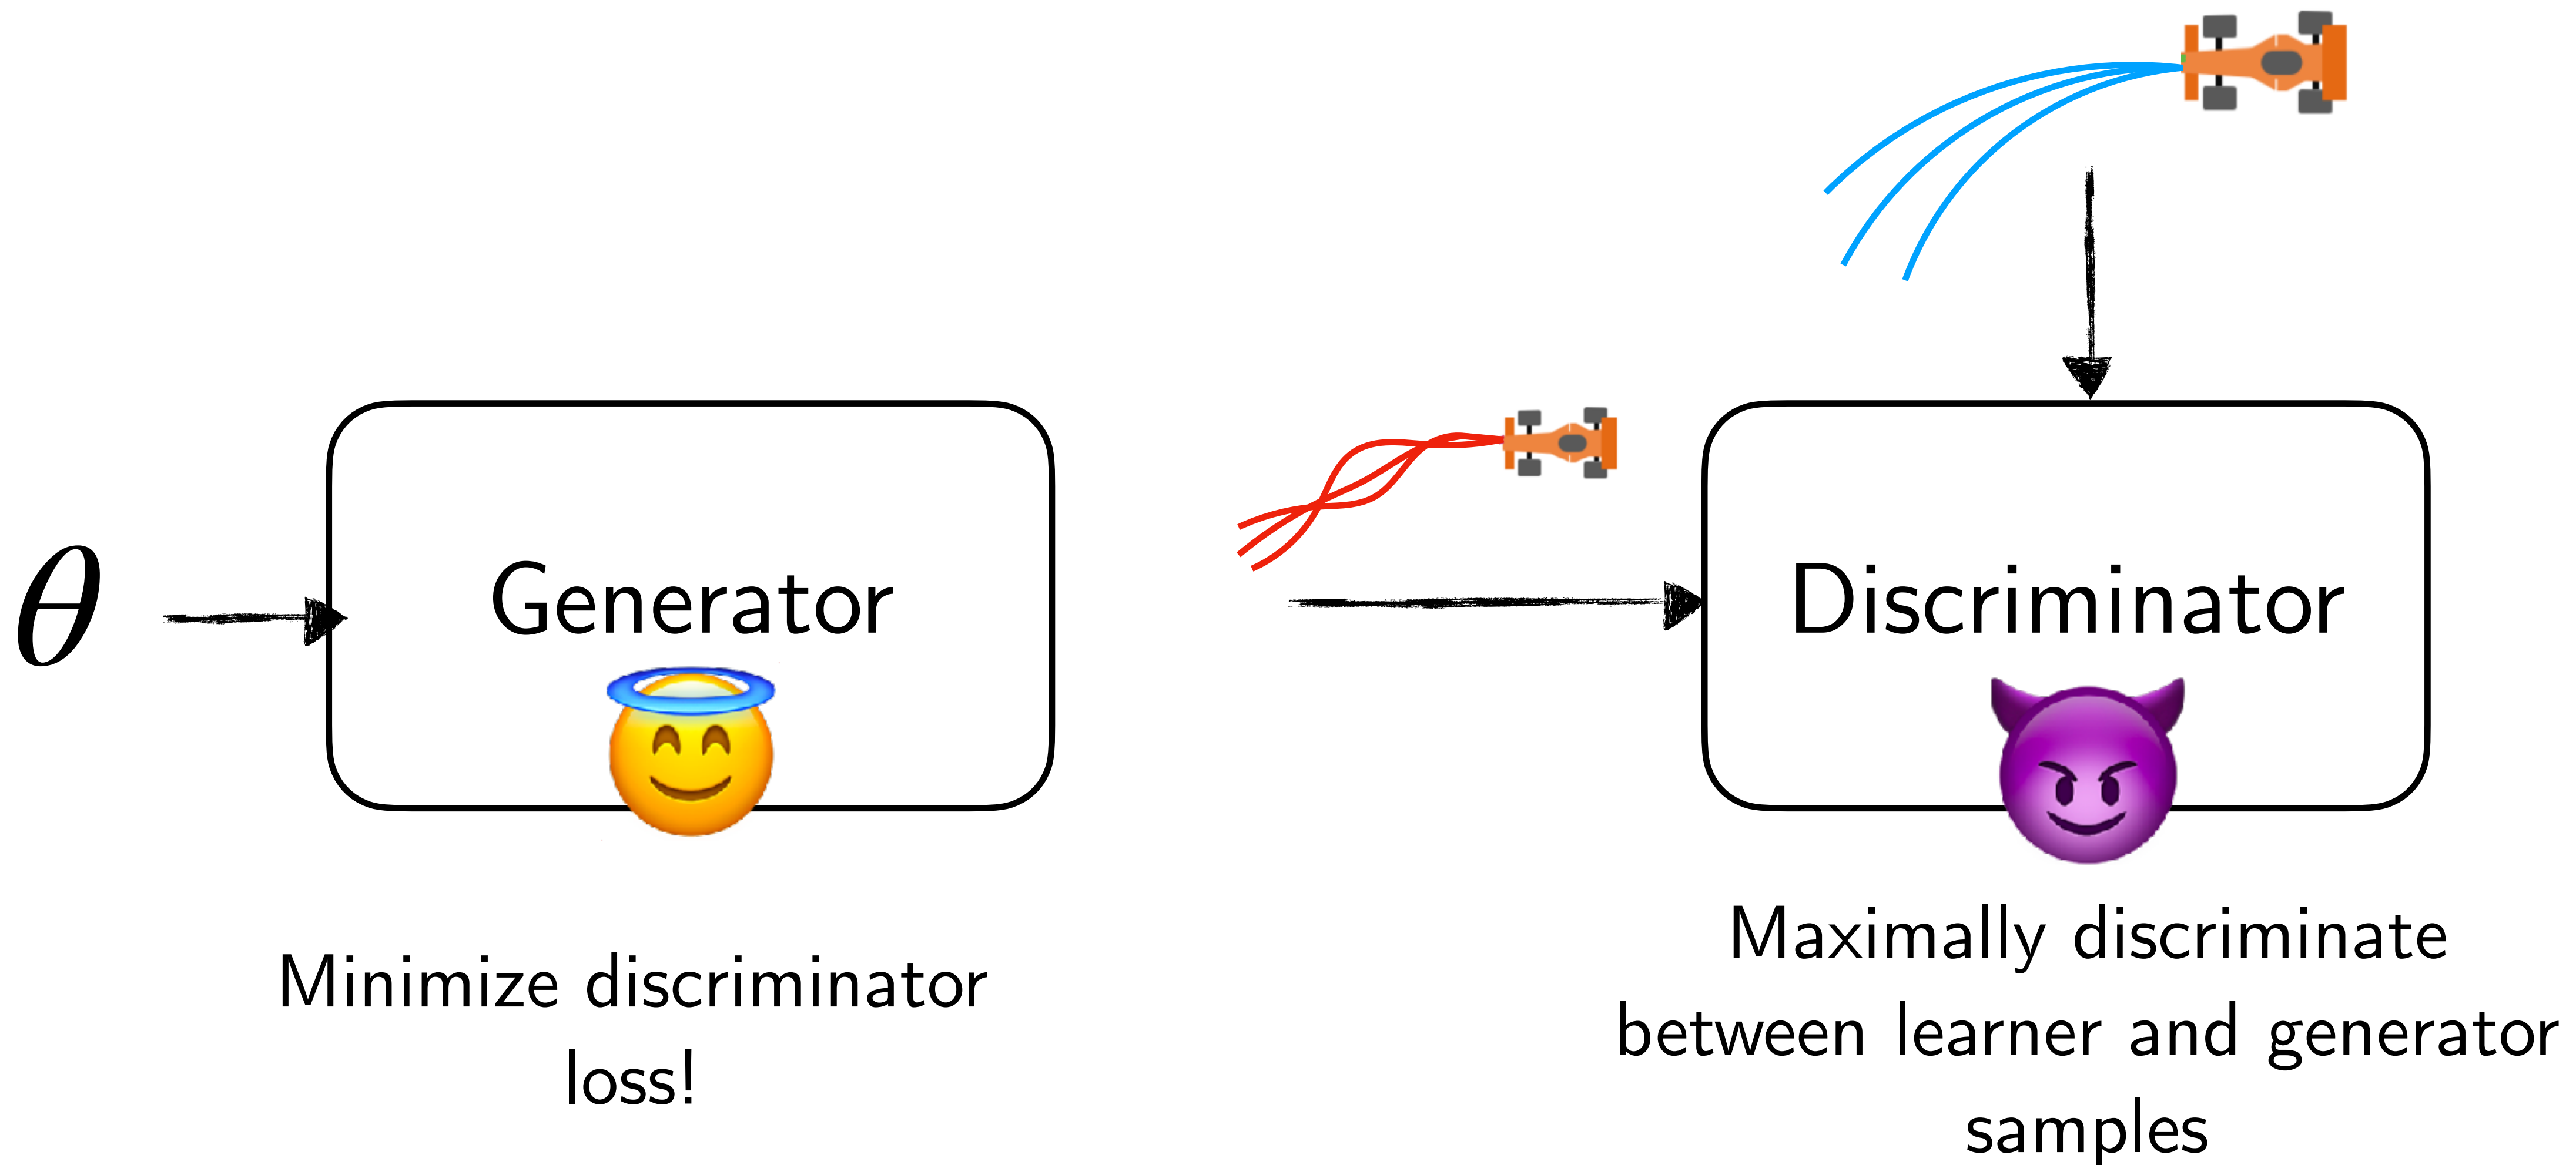 θ
Generator
Discriminator
Minimize discriminator
loss!
Maximally discriminate
between learner and generator
samples